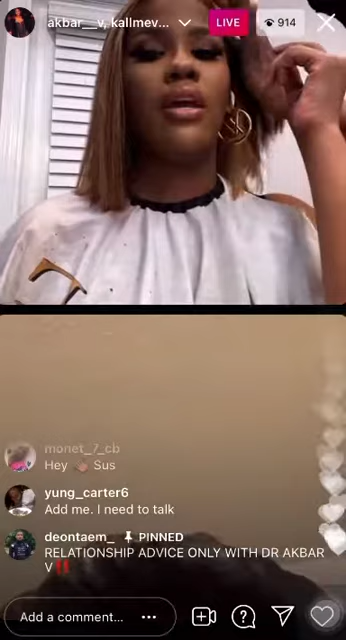 akbar__v, kallmev...
LIVE
914
monet_7_cb
Hey Sus
yung_carter6
Add me. I need to talk
deontaem_ PINNED
RELATIONSHIP ADVICE ONLY WITH DR AKBAR
V‼️
Add a comment...